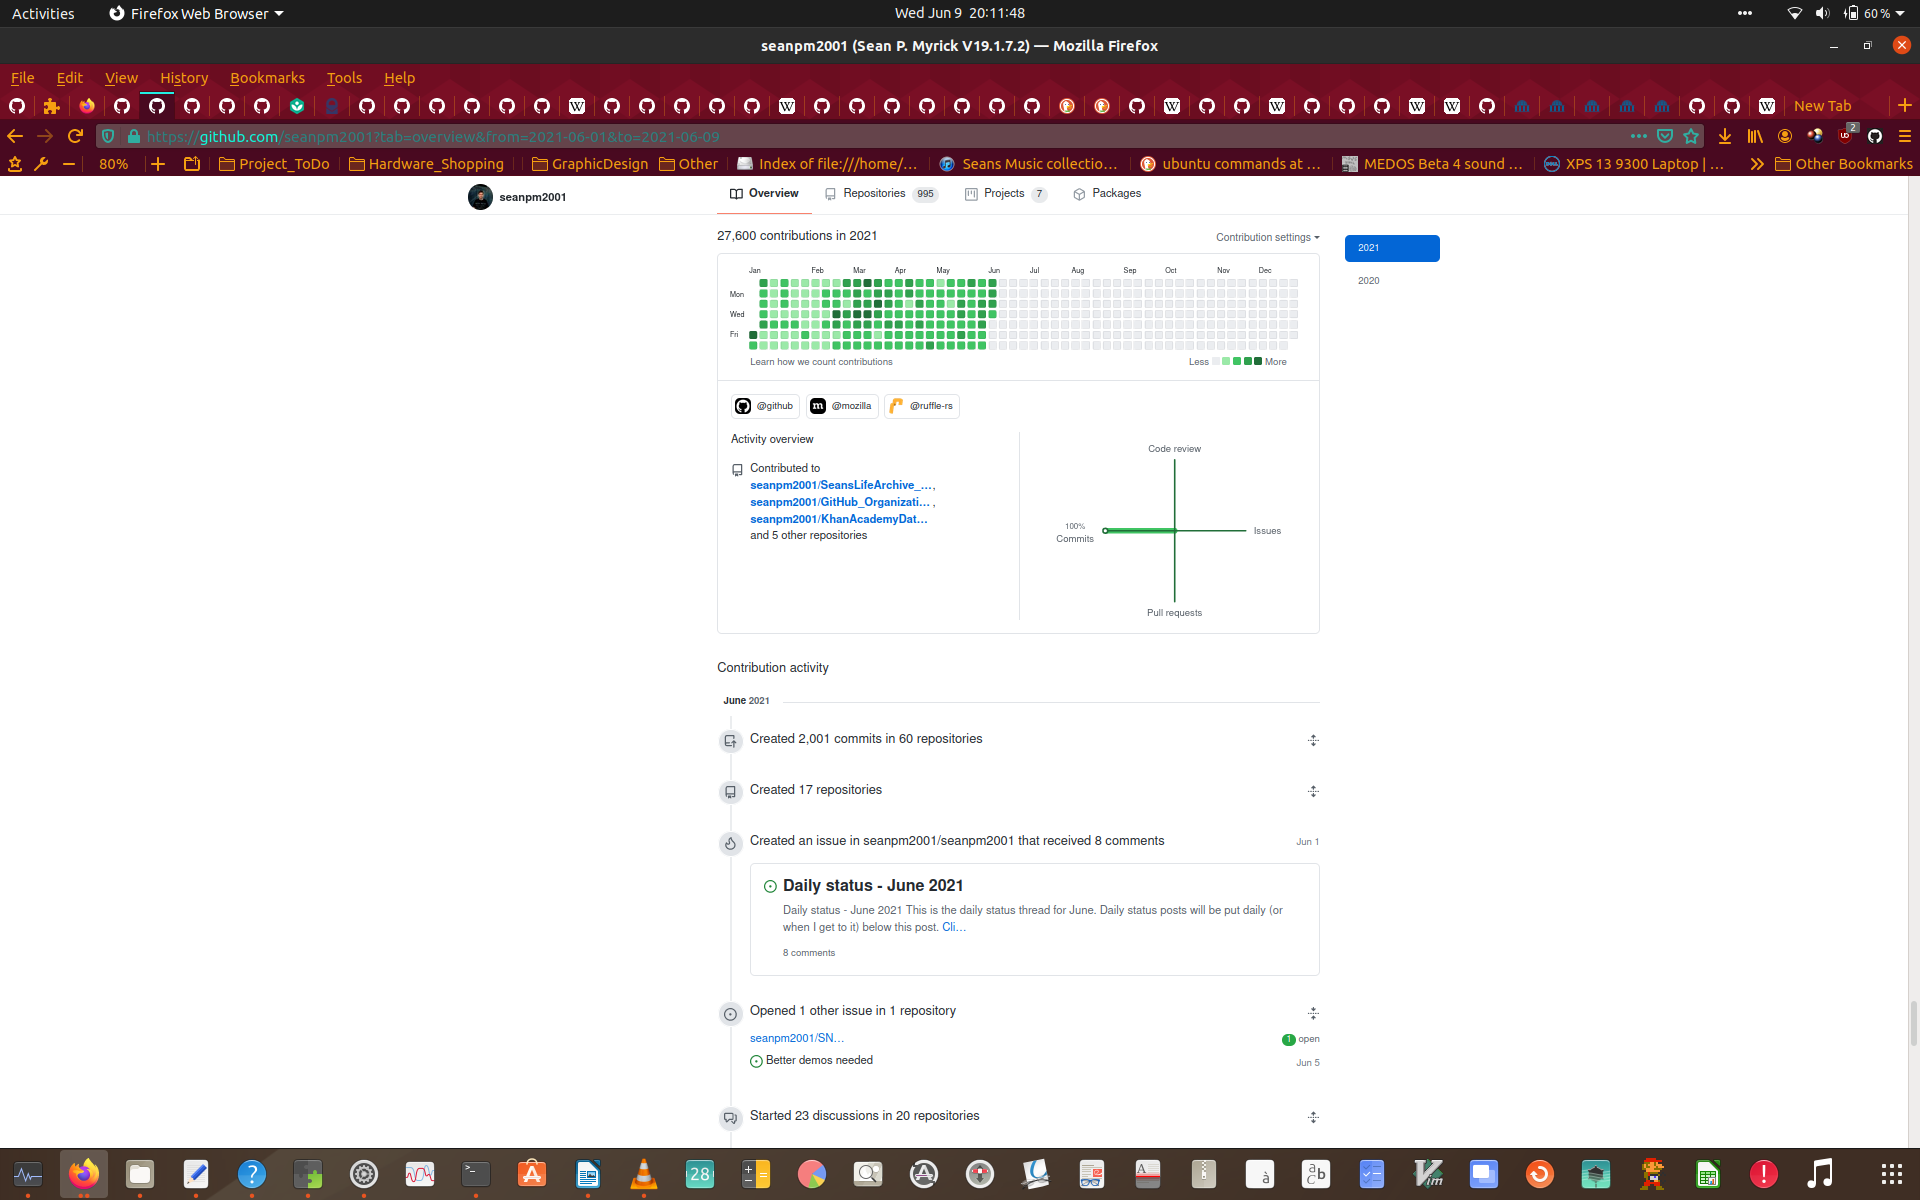 Activities
Firefox Web Browser
Wed Jun 9 20:11:48
60 %
seanpm2001 (Sean P. Myrick V19.1.7.2) — Mozilla Firefox
File Edit View History Bookmarks Tools Help
New Tab
https://github.com/seanpm2001?tab=overview&from=2021-06-01&to=2021-06-09
2
80%
Project_ToDo
Hardware_Shopping
GraphicDesign
Other
Index of file:///home/…
Seans Music collectio…
ubuntu commands at …
MEDOS Beta 4 sound …
XPS 13 9300 Laptop | …
Other Bookmarks
seanpm2001
Overview
Repositories 995
Projects 7
Packages
27,600 contributions in 2021
Contribution settings
2021
2020
Jan Feb Mar Apr May Jun Jul Aug Sep Oct Nov Dec
Mon
Wed
Fri
Learn how we count contributions
Less More
@github
@mozilla
@ruffle-rs
Activity overview
Contributed to
seanpm2001/SeansLifeArchive_…,
seanpm2001/GitHub_Organizati… ,
seanpm2001/KhanAcademyDat…
and 5 other repositories
Code review
100%
Commits
Issues
Pull requests
Contribution activity
June 2021
Created 2,001 commits in 60 repositories
Created 17 repositories
Created an issue in seanpm2001/seanpm2001 that received 8 comments
Jun 1
Daily status - June 2021
Daily status - June 2021 This is the daily status thread for June. Daily status posts will be put daily (or
when I get to it) below this post. Cli…
8 comments
Opened 1 other issue in 1 repository
seanpm2001/SN…
1 open
Better demos needed
Jun 5
Started 23 discussions in 20 repositories
28